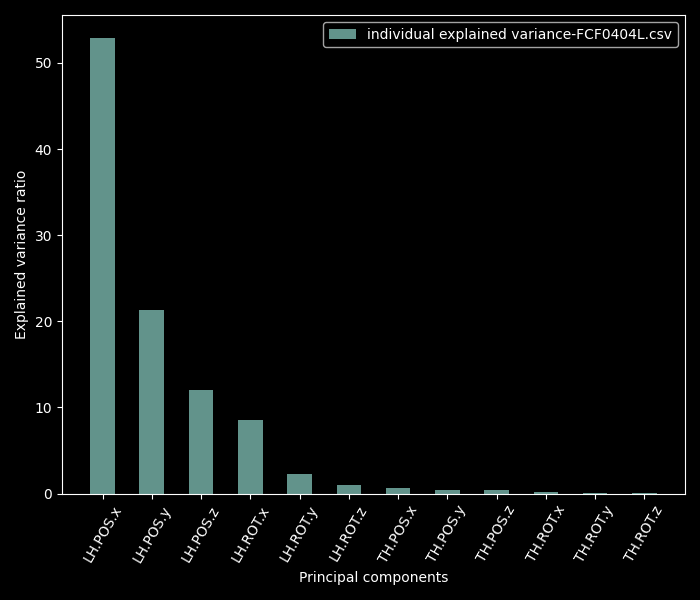 individual explained variance-FCF0404L.csv
Explained variance ratio
50
40
30
20
10
0
LH.POS.x
LH.POS.y
LH.POS.z
LH.ROT.x
LH.ROT.y
LH.ROT.z
TH.POS.x
TH.POS.y
TH.POS.z
TH.ROT.x
TH.ROT.y
TH.ROT.z
Principal components